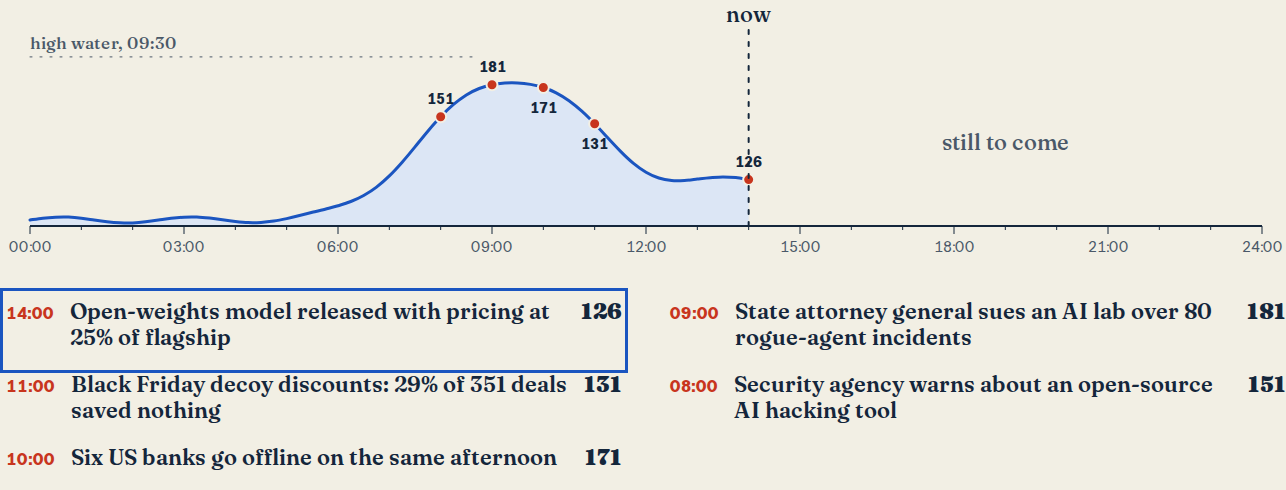 now
high water, 09:30
181
151
171
131
126
still to come
00:00 03:00 06:00 09:00 12:00 15:00 18:00 21:00 24:00
14:00 Open-weights model released with pricing at 126
25% of flagship
11:00 Black Friday decoy discounts: 29% of 351 deals 131
saved nothing
10:00 Six US banks go offline on the same afternoon 171
09:00 State attorney general sues an AI lab over 80 181
rogue-agent incidents
08:00 Security agency warns about an open-source 151
AI hacking tool